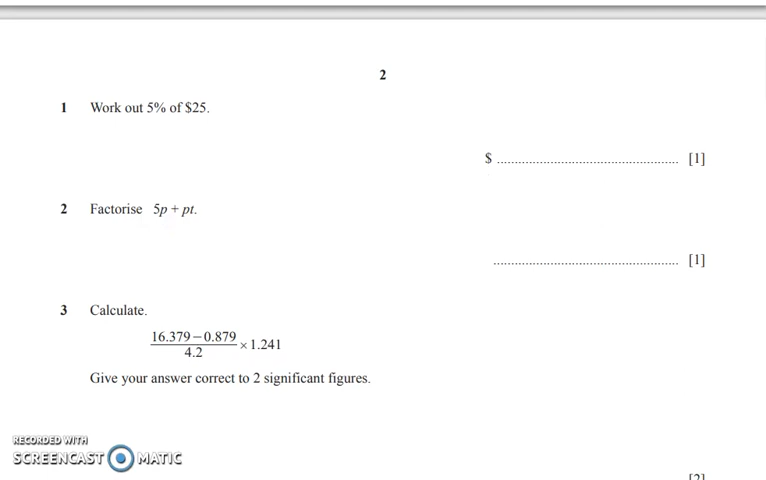 2
1 Work out 5% of $25.
$ .................................................... [1]
2 Factorise 5p + pt.
.................................................... [1]
3 Calculate.
16.379 − 0.879
4.2
× 1.241
Give your answer correct to 2 significant figures.
RECORDED WITH
SCREENCAST MATIC
[2]